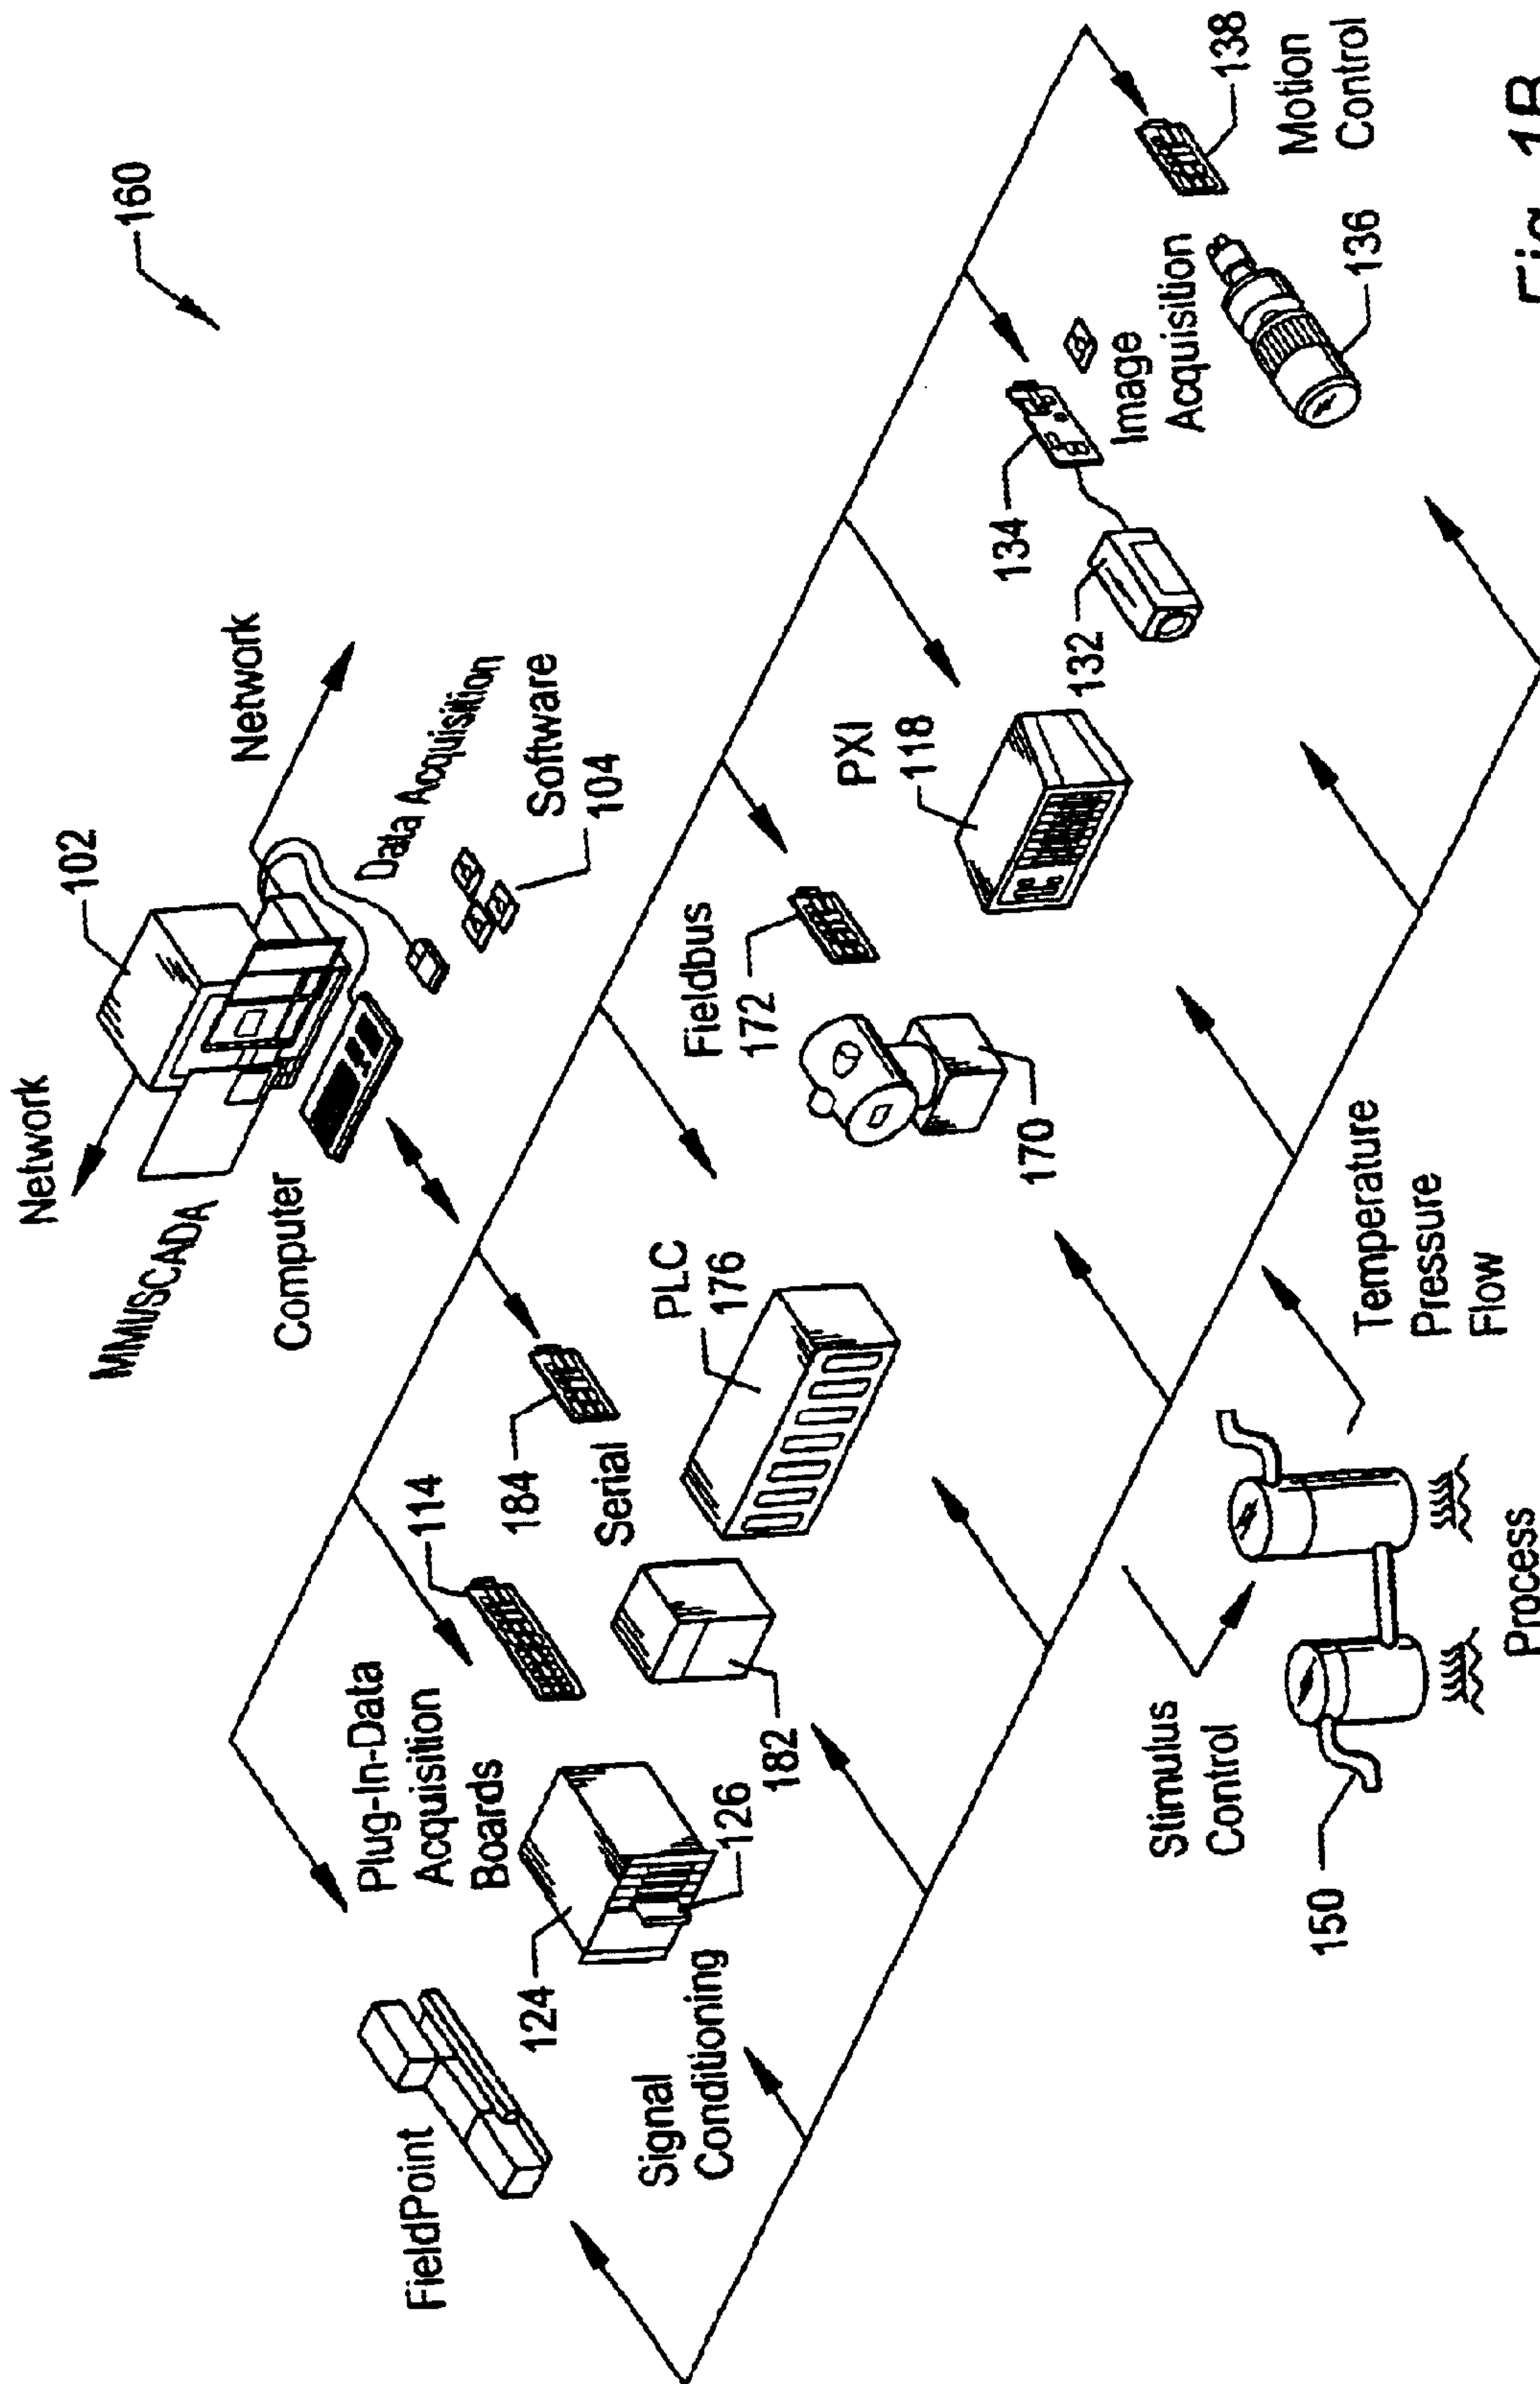 160
Network
102
Network
MMI/SCADA
Computer
Data Acquisition
Software
104
FieldPoint
Plug-In-Data
Acquisition
Boards
114
184
Serial
124
Signal
Conditioning
126
182
PLC
176
Fieldbus
172
170
PXI
118
134
132
Image
Acquisition
138
Motion
Control
136
Stimulus
Control
150
Process
Temperature
Pressure
Flow
Fig. 1B